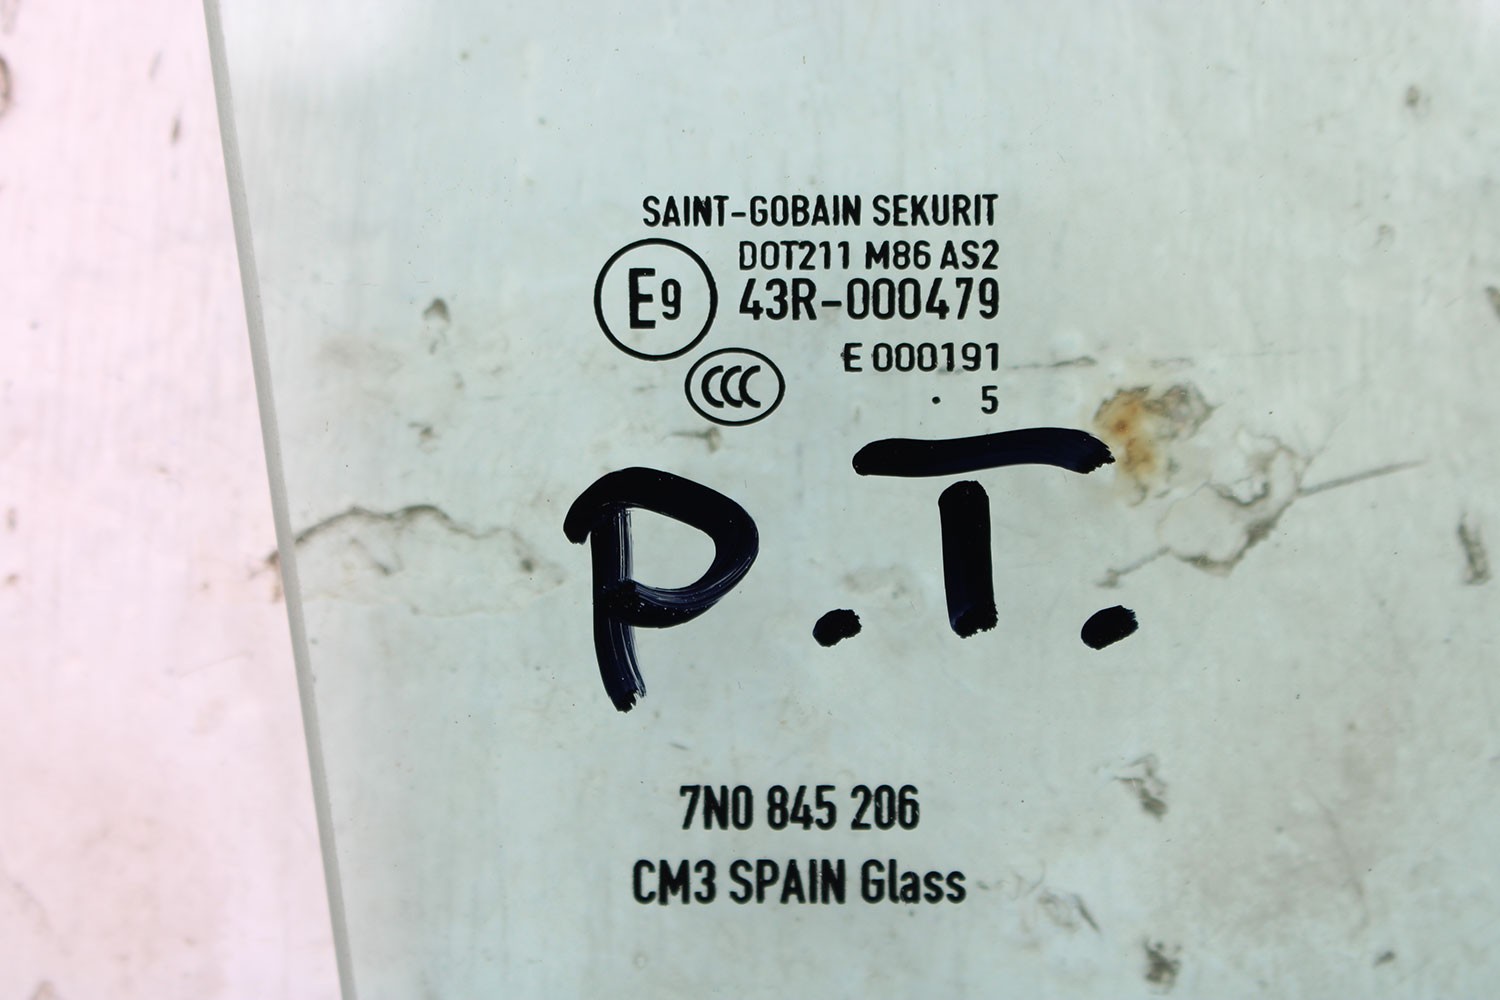 SAINT-GOBAIN SEKURIT
DOT211 M86 AS2
E9 43R-000479
E 000191
CCC
. 5
P.T.
7N0 845 206
CM3 SPAIN Glass